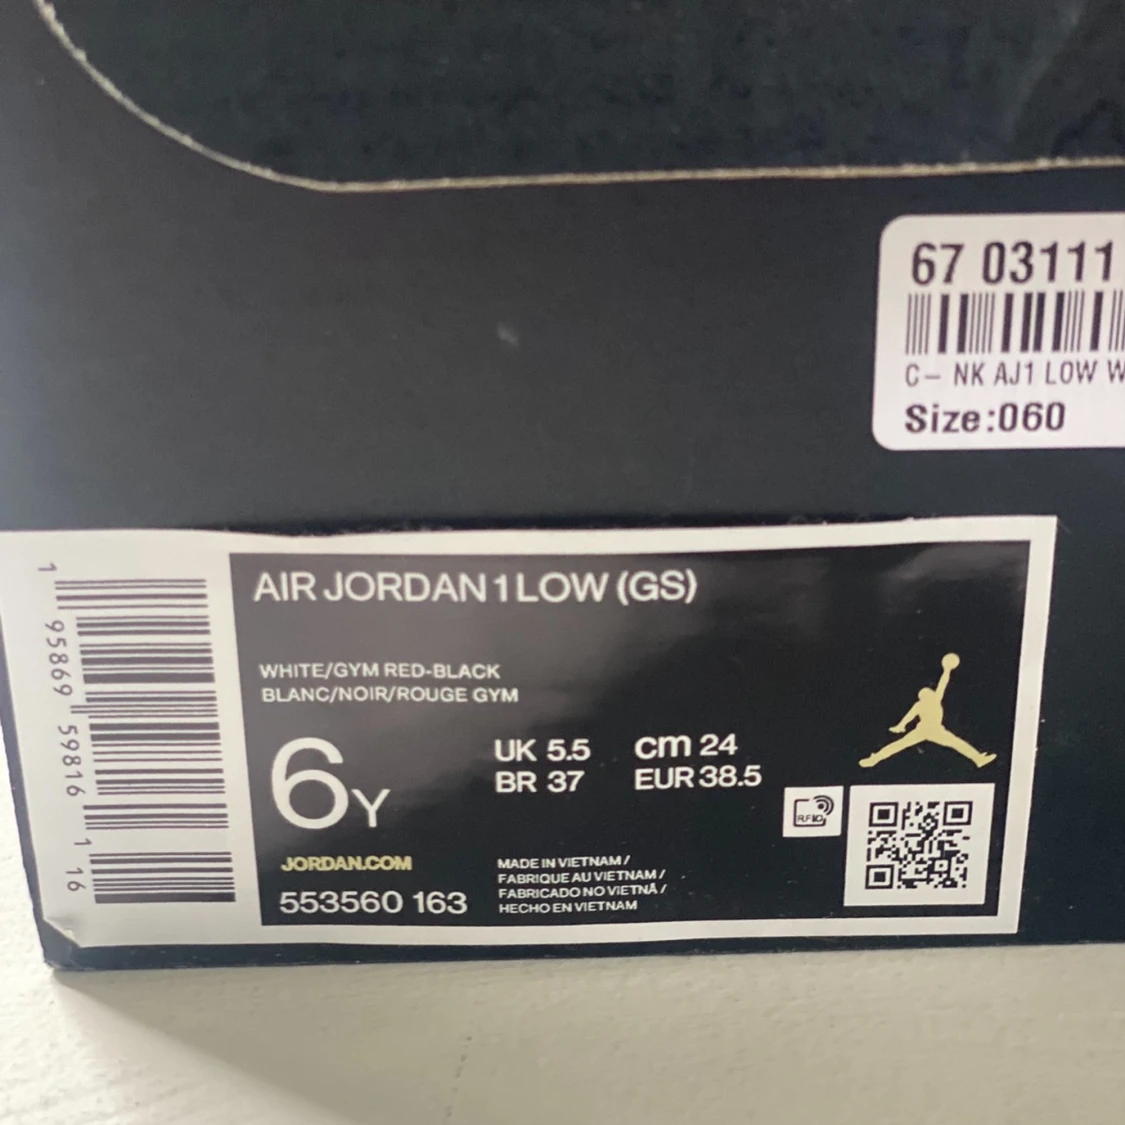 67 03111
C- NK AJ1 LOW W
Size:060
1 95869 59816 1 16
AIR JORDAN 1 LOW (GS)
WHITE/GYM RED-BLACK
BLANC/NOIR/ROUGE GYM
6Y
UK 5.5 cm 24
BR 37 EUR 38.5
RFID
JORDAN.COM
553560 163
MADE IN VIETNAM /
FABRIQUE AU VIETNAM /
FABRICADO NO VIETNÃ /
HECHO EN VIETNAM